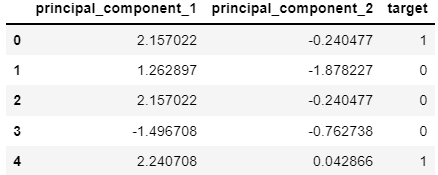 principal_component_1 principal_component_2 target
0 2.157022 -0.240477 1
1 1.262897 -1.878227 0
2 2.157022 -0.240477 0
3 -1.496708 -0.762738 0
4 2.240708 0.042866 1